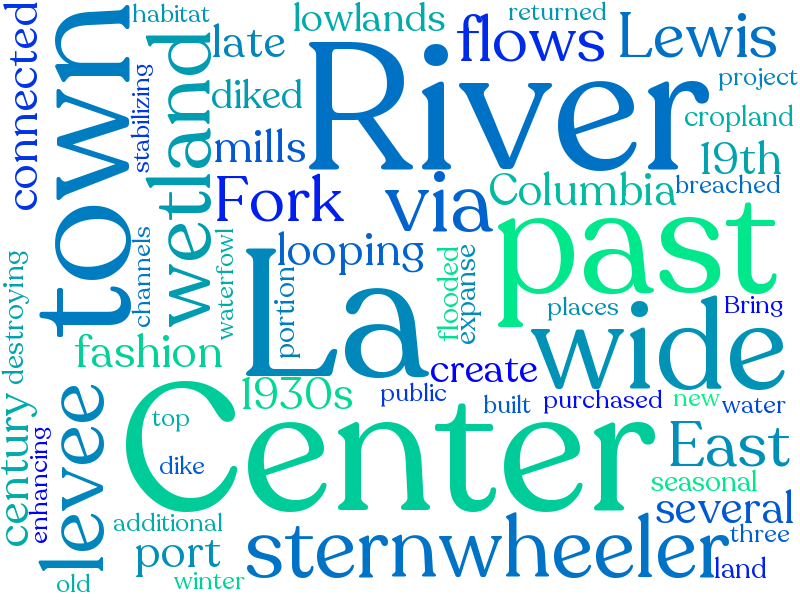 habitat
returned
lowlands
late
flows
Lewis
River
project
connected
town
stabilizing
wetland
diked
cropland
mills
19th
Fork
via
Columbia
breached
past
looping
channels
waterfowl
portion
La
flooded
expanse
places
Bring
wide
destroying
fashion
create
1930s
public
built
purchased
new
water
century
levee
top
Center
East
enhancing
dike
seasonal
several
additional
port
sternwheeler
three
old
winter
land